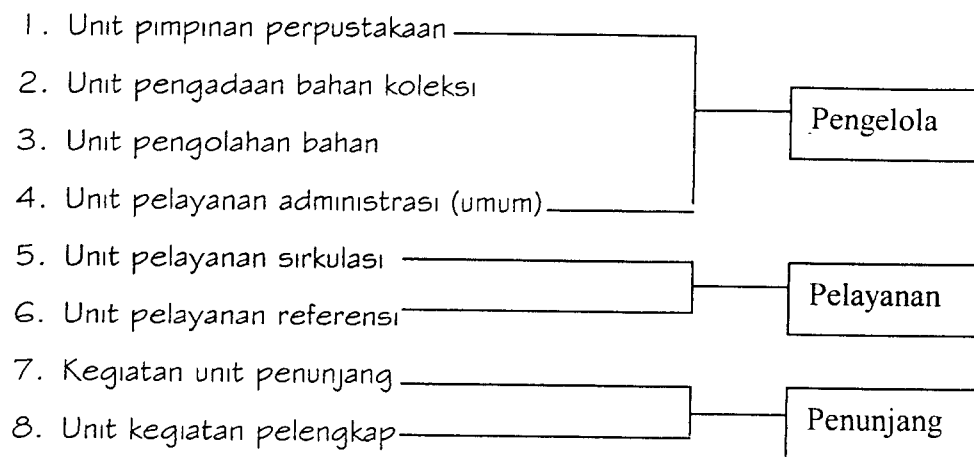 1. Unit pimpinan perpustakaan
2. Unit pengadaan bahan koleksi
3. Unit pengolahan bahan
4. Unit pelayanan administrasi (umum)
Pengelola
5. Unit pelayanan sirkulasi
6. Unit pelayanan referensi
Pelayanan
7. Kegiatan unit penunjang
8. Unit kegiatan pelengkap
Penunjang